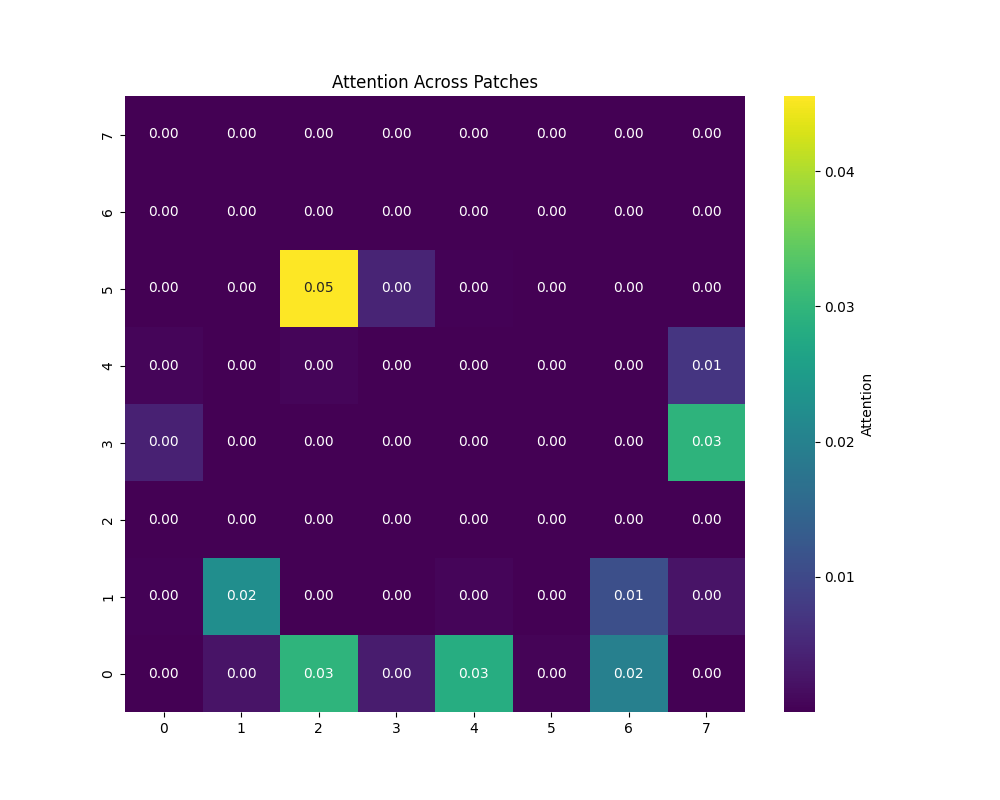 Attention Across Patches
7 0.00 0.00 0.00 0.00 0.00 0.00 0.00 0.00
6 0.00 0.00 0.00 0.00 0.00 0.00 0.00 0.00
5 0.00 0.00 0.05 0.00 0.00 0.00 0.00 0.00
4 0.00 0.00 0.00 0.00 0.00 0.00 0.00 0.01
3 0.00 0.00 0.00 0.00 0.00 0.00 0.00 0.03
2 0.00 0.00 0.00 0.00 0.00 0.00 0.00 0.00
1 0.00 0.02 0.00 0.00 0.00 0.00 0.01 0.00
0 0.00 0.00 0.03 0.00 0.03 0.00 0.02 0.00
0 1 2 3 4 5 6 7
0.04
0.03
0.02
0.01
Attention